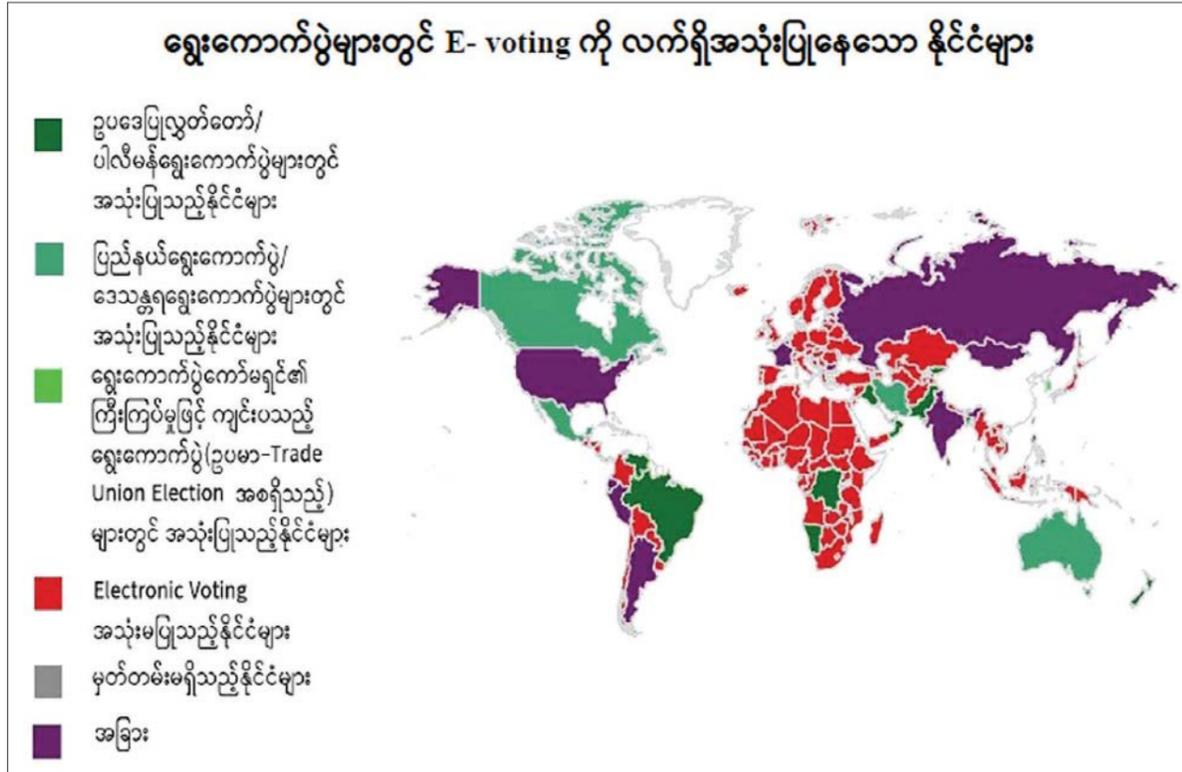 ရွေးကောက်ပွဲများတွင် E- voting ကို လက်ရှိအသုံးပြုနေသော နိုင်ငံများ
ဥပဒေပြုလွှတ်တော်/
ပါလီမန်ရွေးကောက်ပွဲများတွင်
အသုံးပြုသည့်နိုင်ငံများ
ပြည်နယ်ရွေးကောက်ပွဲ/
ဒေသန္တရရွေးကောက်ပွဲများတွင်
အသုံးပြုသည့်နိုင်ငံများ
ရွေးကောက်ပွဲကော်မရှင်၏
ကြီးကြပ်မှုဖြင့် ကျင်းပသည့်
ရွေးကောက်ပွဲ(ဥပမာ-Trade
Union Election အစရှိသည့်)
များတွင် အသုံးပြုသည့်နိုင်ငံများ
Electronic Voting
အသုံးမပြုသည့်နိုင်ငံများ
မှတ်တမ်းမရှိသည့်နိုင်ငံများ
အခြား